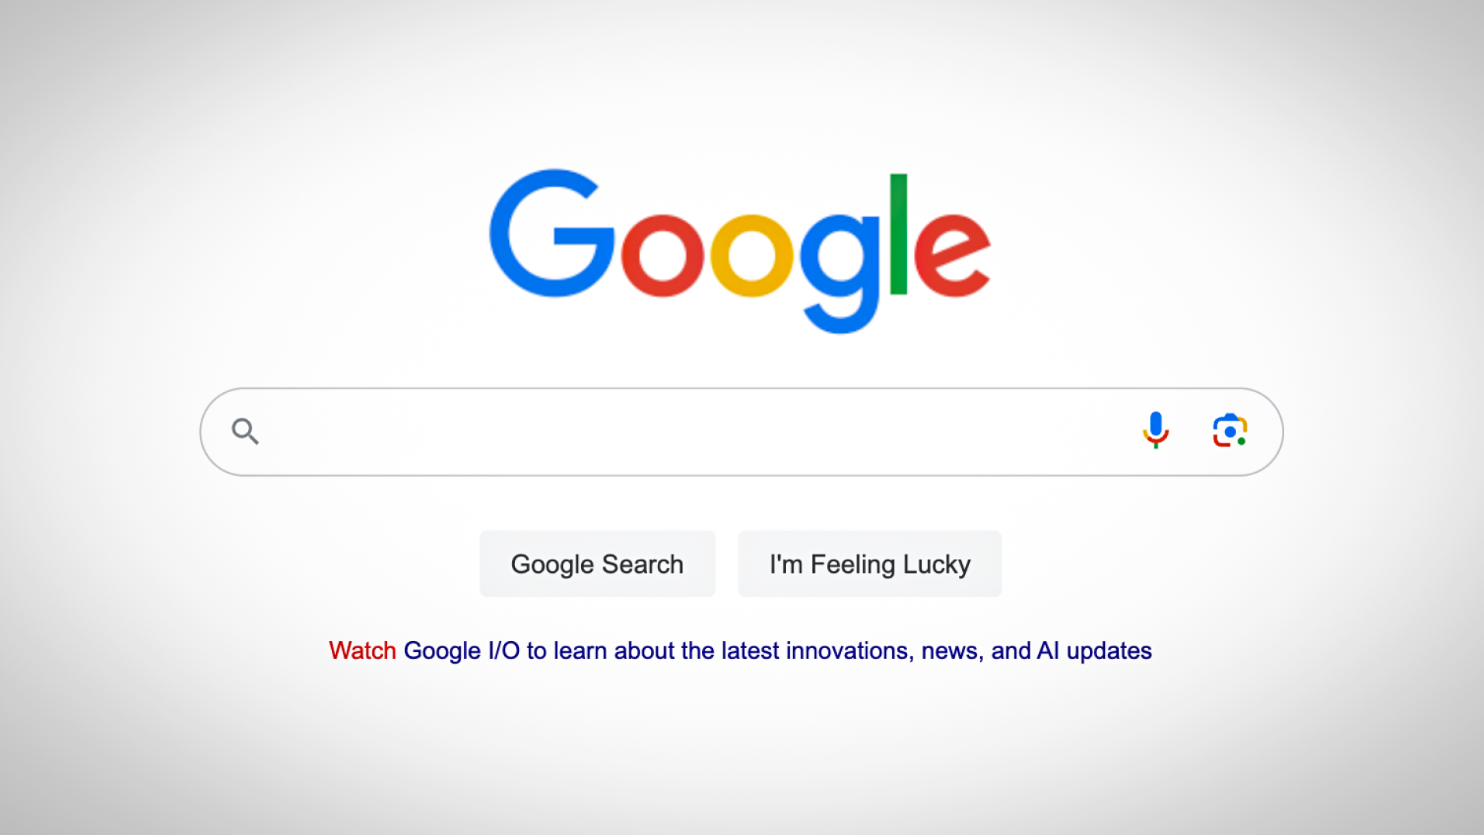 Google
Google Search
I'm Feeling Lucky
Watch Google I/O to learn about the latest innovations, news, and AI updates